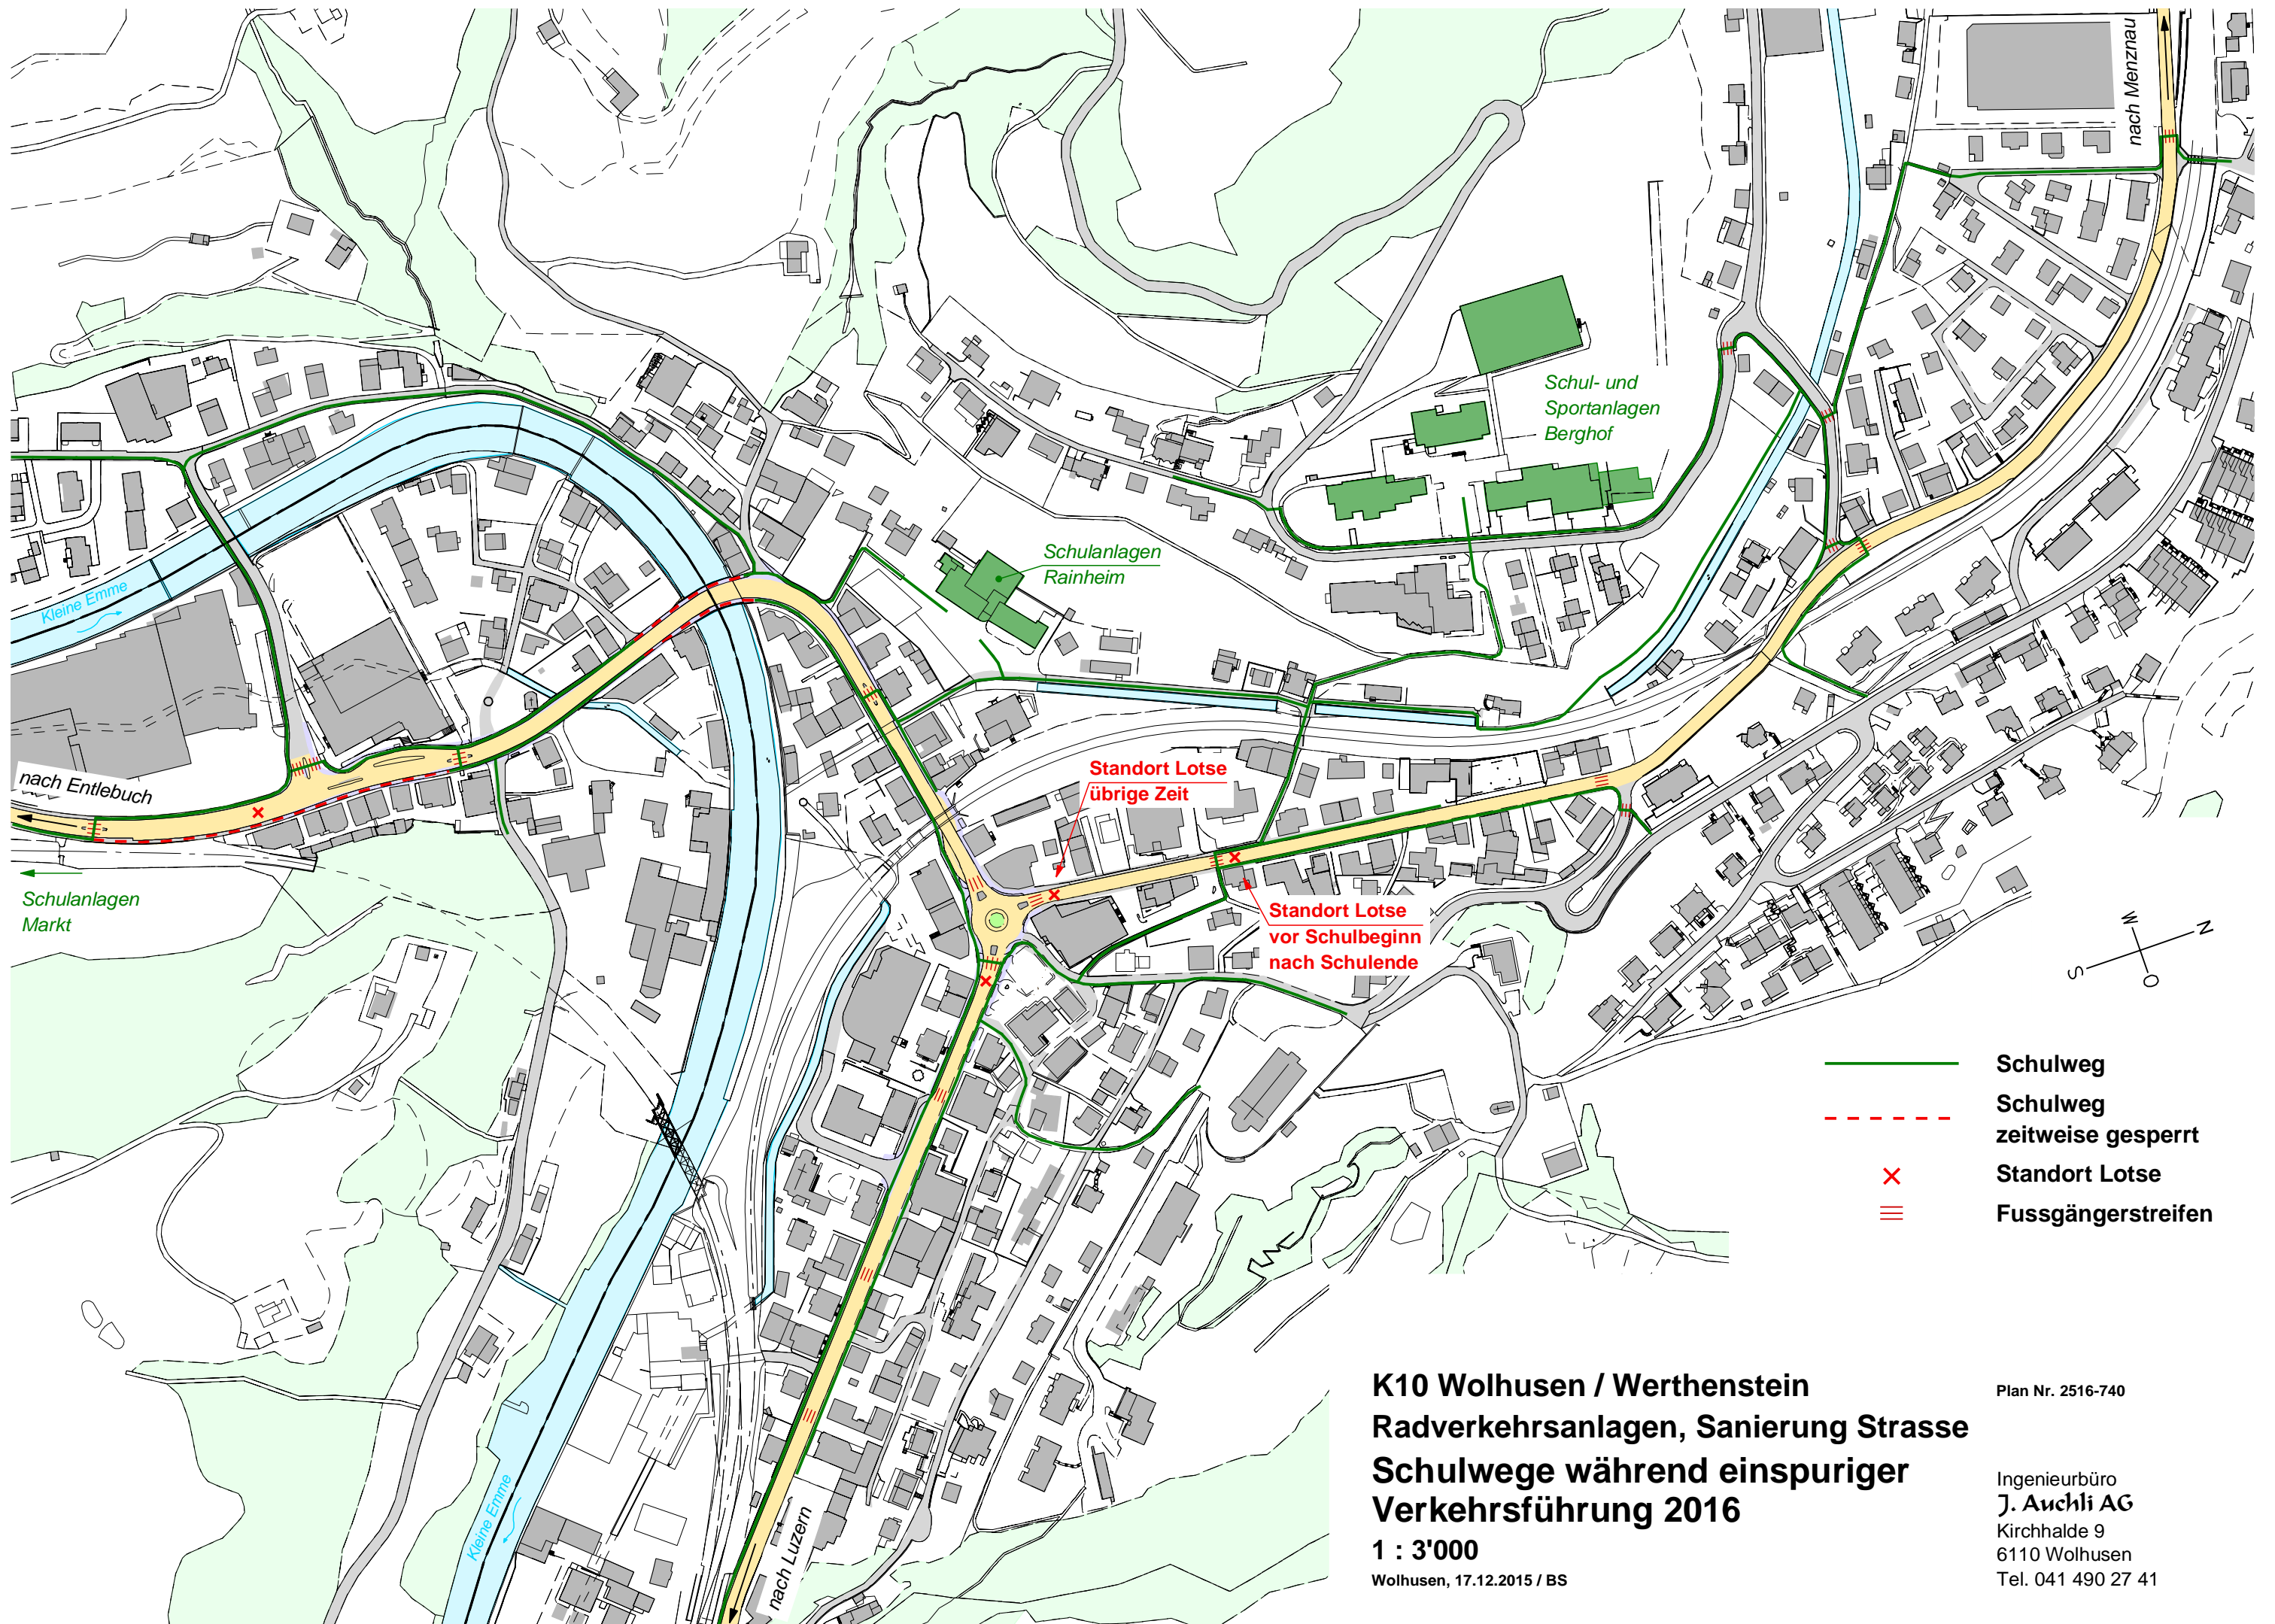 nach Menznau
Schul- und
Sportanlagen
Berghof
Schulanlagen
Rainheim
Kleine Emme
nach Entlebuch
Schulanlagen
Markt
Standort Lotse
übrige Zeit
Standort Lotse
vor Schulbeginn
nach Schulende
W
N
S
O
Schulweg
Schulweg
zeitweise gesperrt
Standort Lotse
Fussgängerstreifen
Kleine Emme
nach Luzern
K10 Wolhusen / Werthenstein
Radverkehrsanlagen, Sanierung Strasse
Schulwege während einspuriger
Verkehrsführung 2016
1 : 3'000
Wolhusen, 17.12.2015 / BS
Plan Nr. 2516-740
Ingenieurbüro
J. Auchli AG
Kirchhalde 9
6110 Wolhusen
Tel. 041 490 27 41